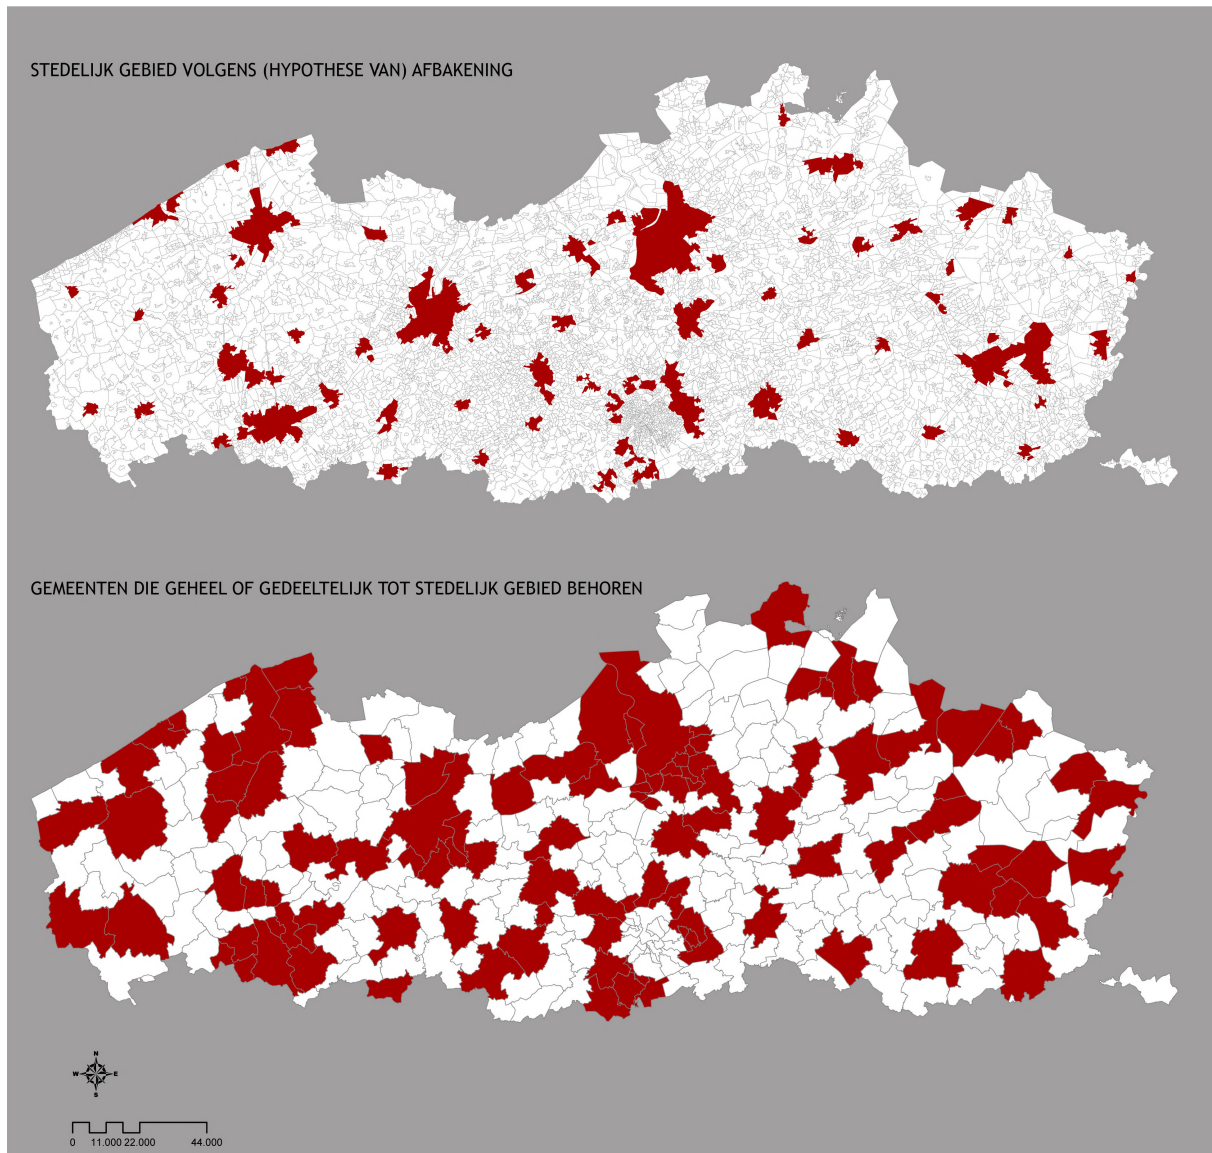 STEDELIJK GEBIED VOLGENS (HYPOTHESE VAN) AFBAKENING
GEMEENTEN DIE GEHEEL OF GEDEELTELIJK TOT STEDELIJK GEBIED BEHOREN
N
W E
S
0 11.000 22.000 44.000